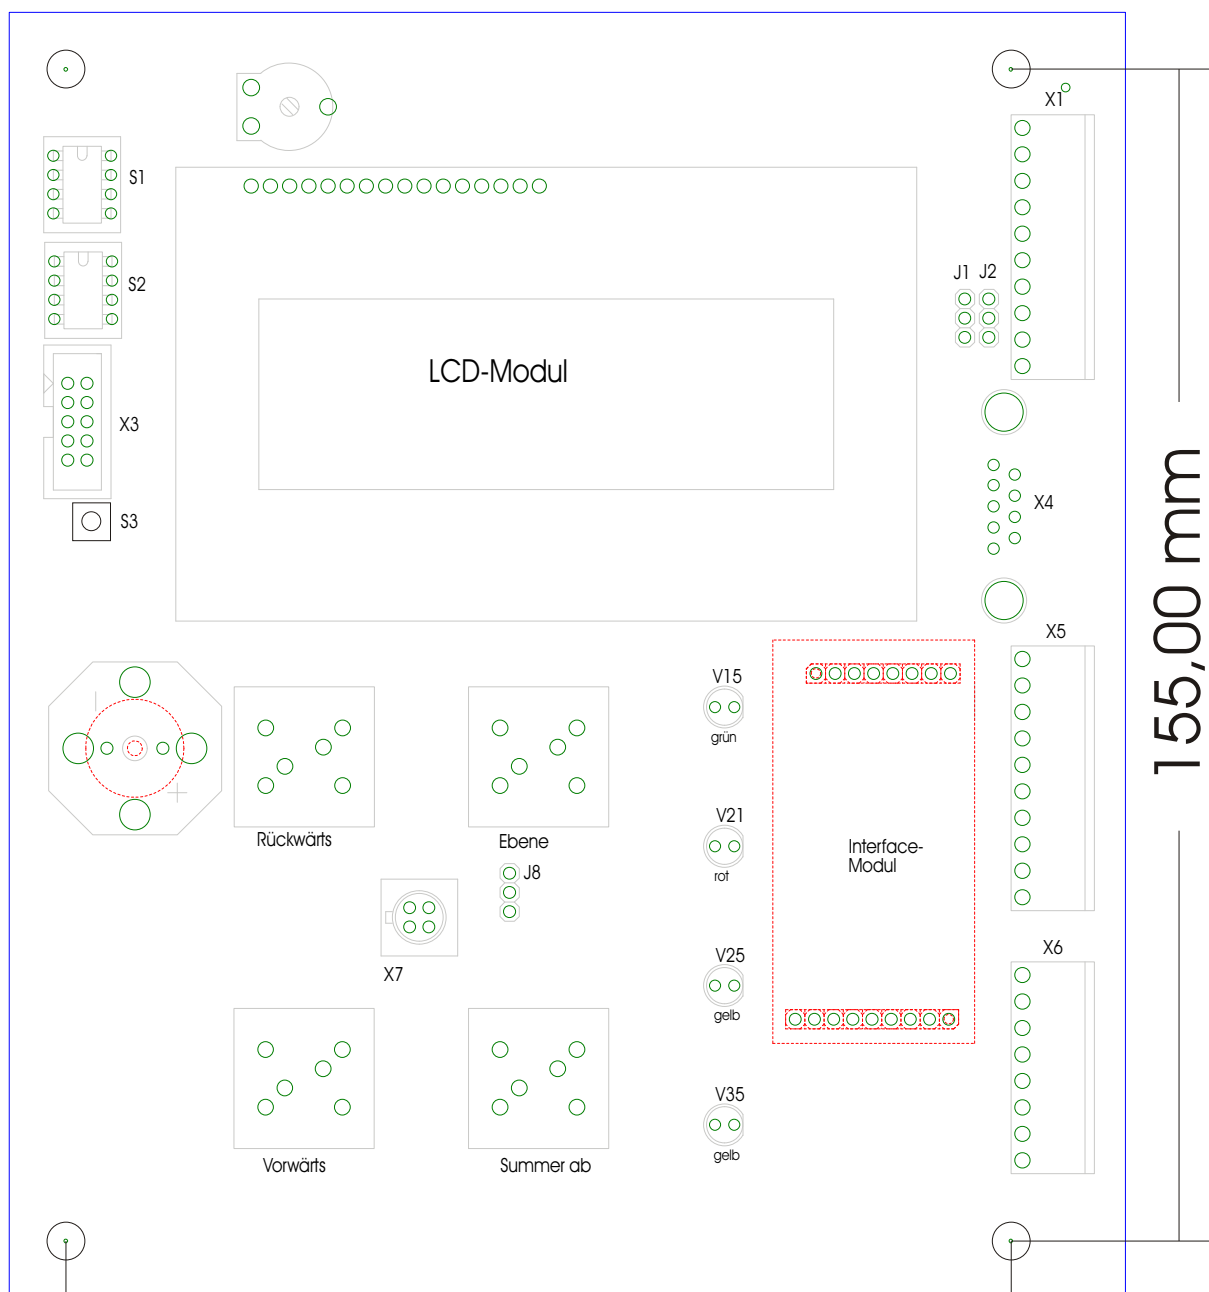 X1
S1
J1 J2
S2
LCD-Modul
X3
X4
S3
155,00 mm
X5
V15
grün
V21
Rückwärts
Ebene
Interface-
Modul
J8
rot
X6
V25
X7
gelb
V35
gelb
Vorwärts
Summer ab